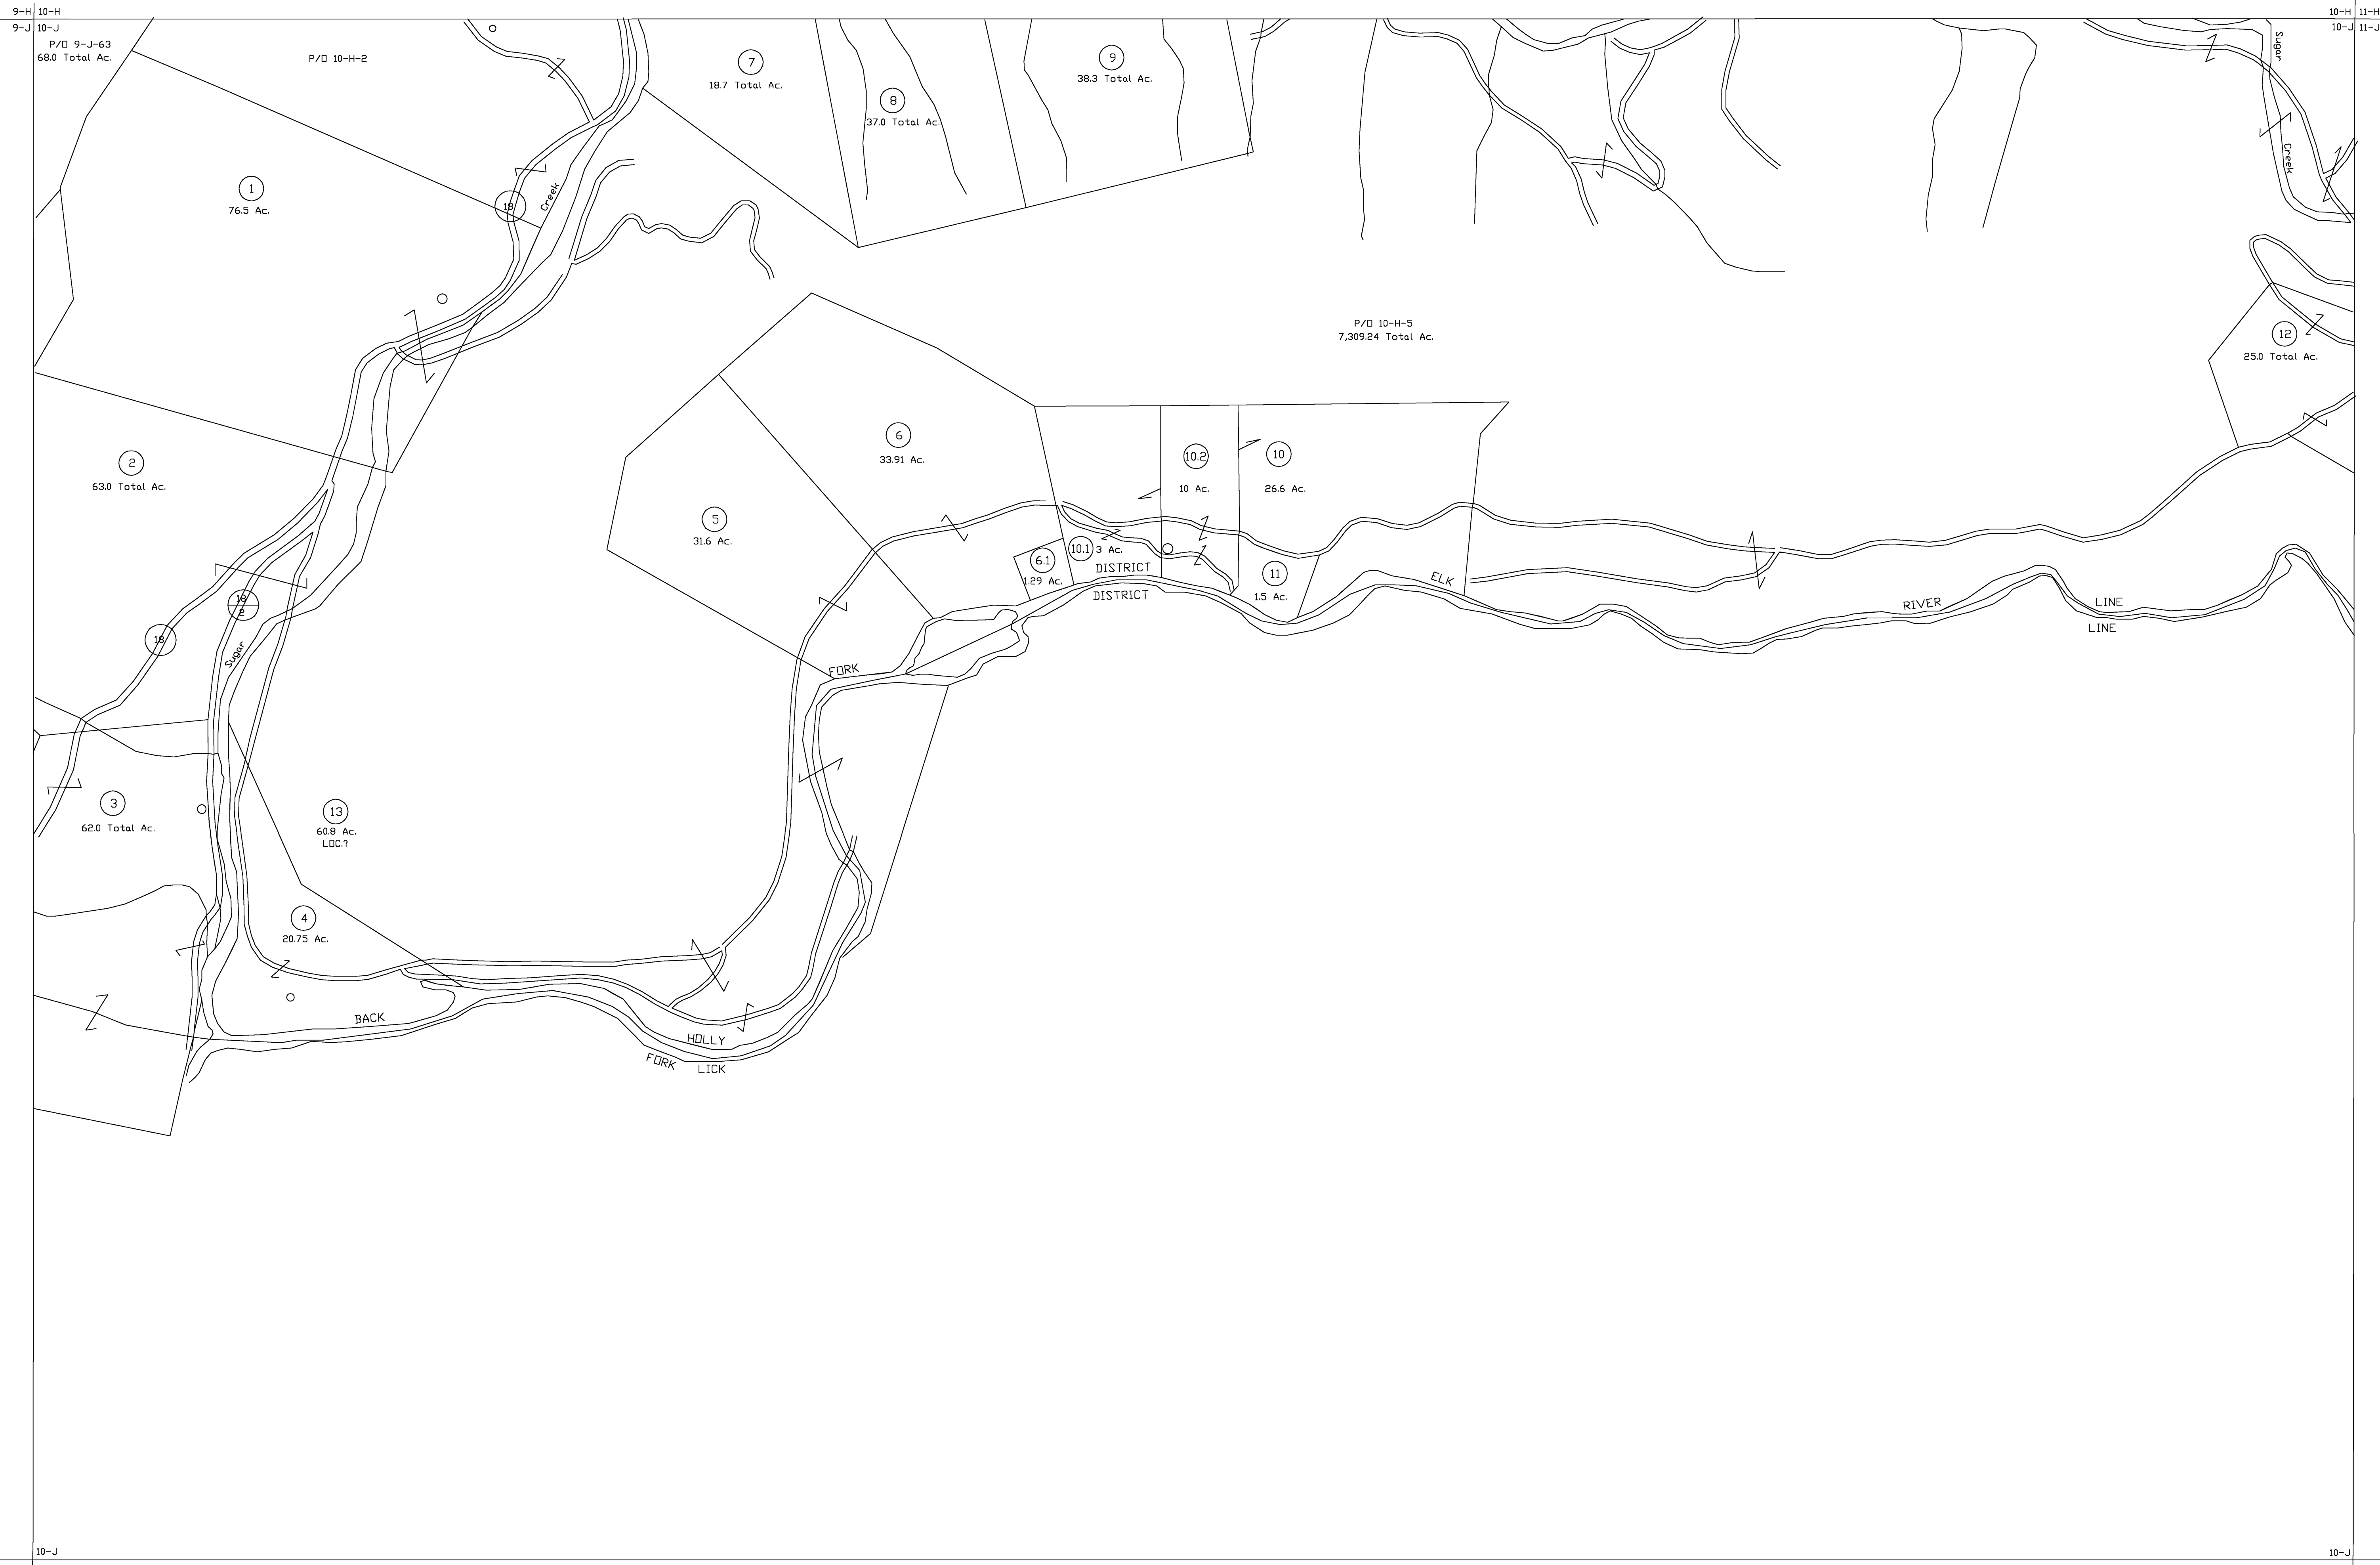 9-H 10-H
10-H 11-H
9-J 10-J
10-J 11-J
P/O 9-J-63
68.0 Total Ac.
P/O 10-H-2
7
18.7 Total Ac.
8
37.0 Total Ac.
9
38.3 Total Ac.
Sugar
Creek
1
76.5 Ac.
18
Creek
P/O 10-H-5
7,309.24 Total Ac.
12
25.0 Total Ac.
2
63.0 Total Ac.
6
33.91 Ac.
10.2
10 Ac.
10
26.6 Ac.
5
31.6 Ac.
6.1
1.29 Ac.
10.1
3 Ac.
DISTRICT
DISTRICT
11
1.5 Ac.
ELK
RIVER
LINE
LINE
18
2
18
Sugar
FORK
3
62.0 Total Ac.
13
60.8 Ac.
LOC.?
4
20.75 Ac.
BACK
HOLLY
FORK
LICK
10-J
10-J